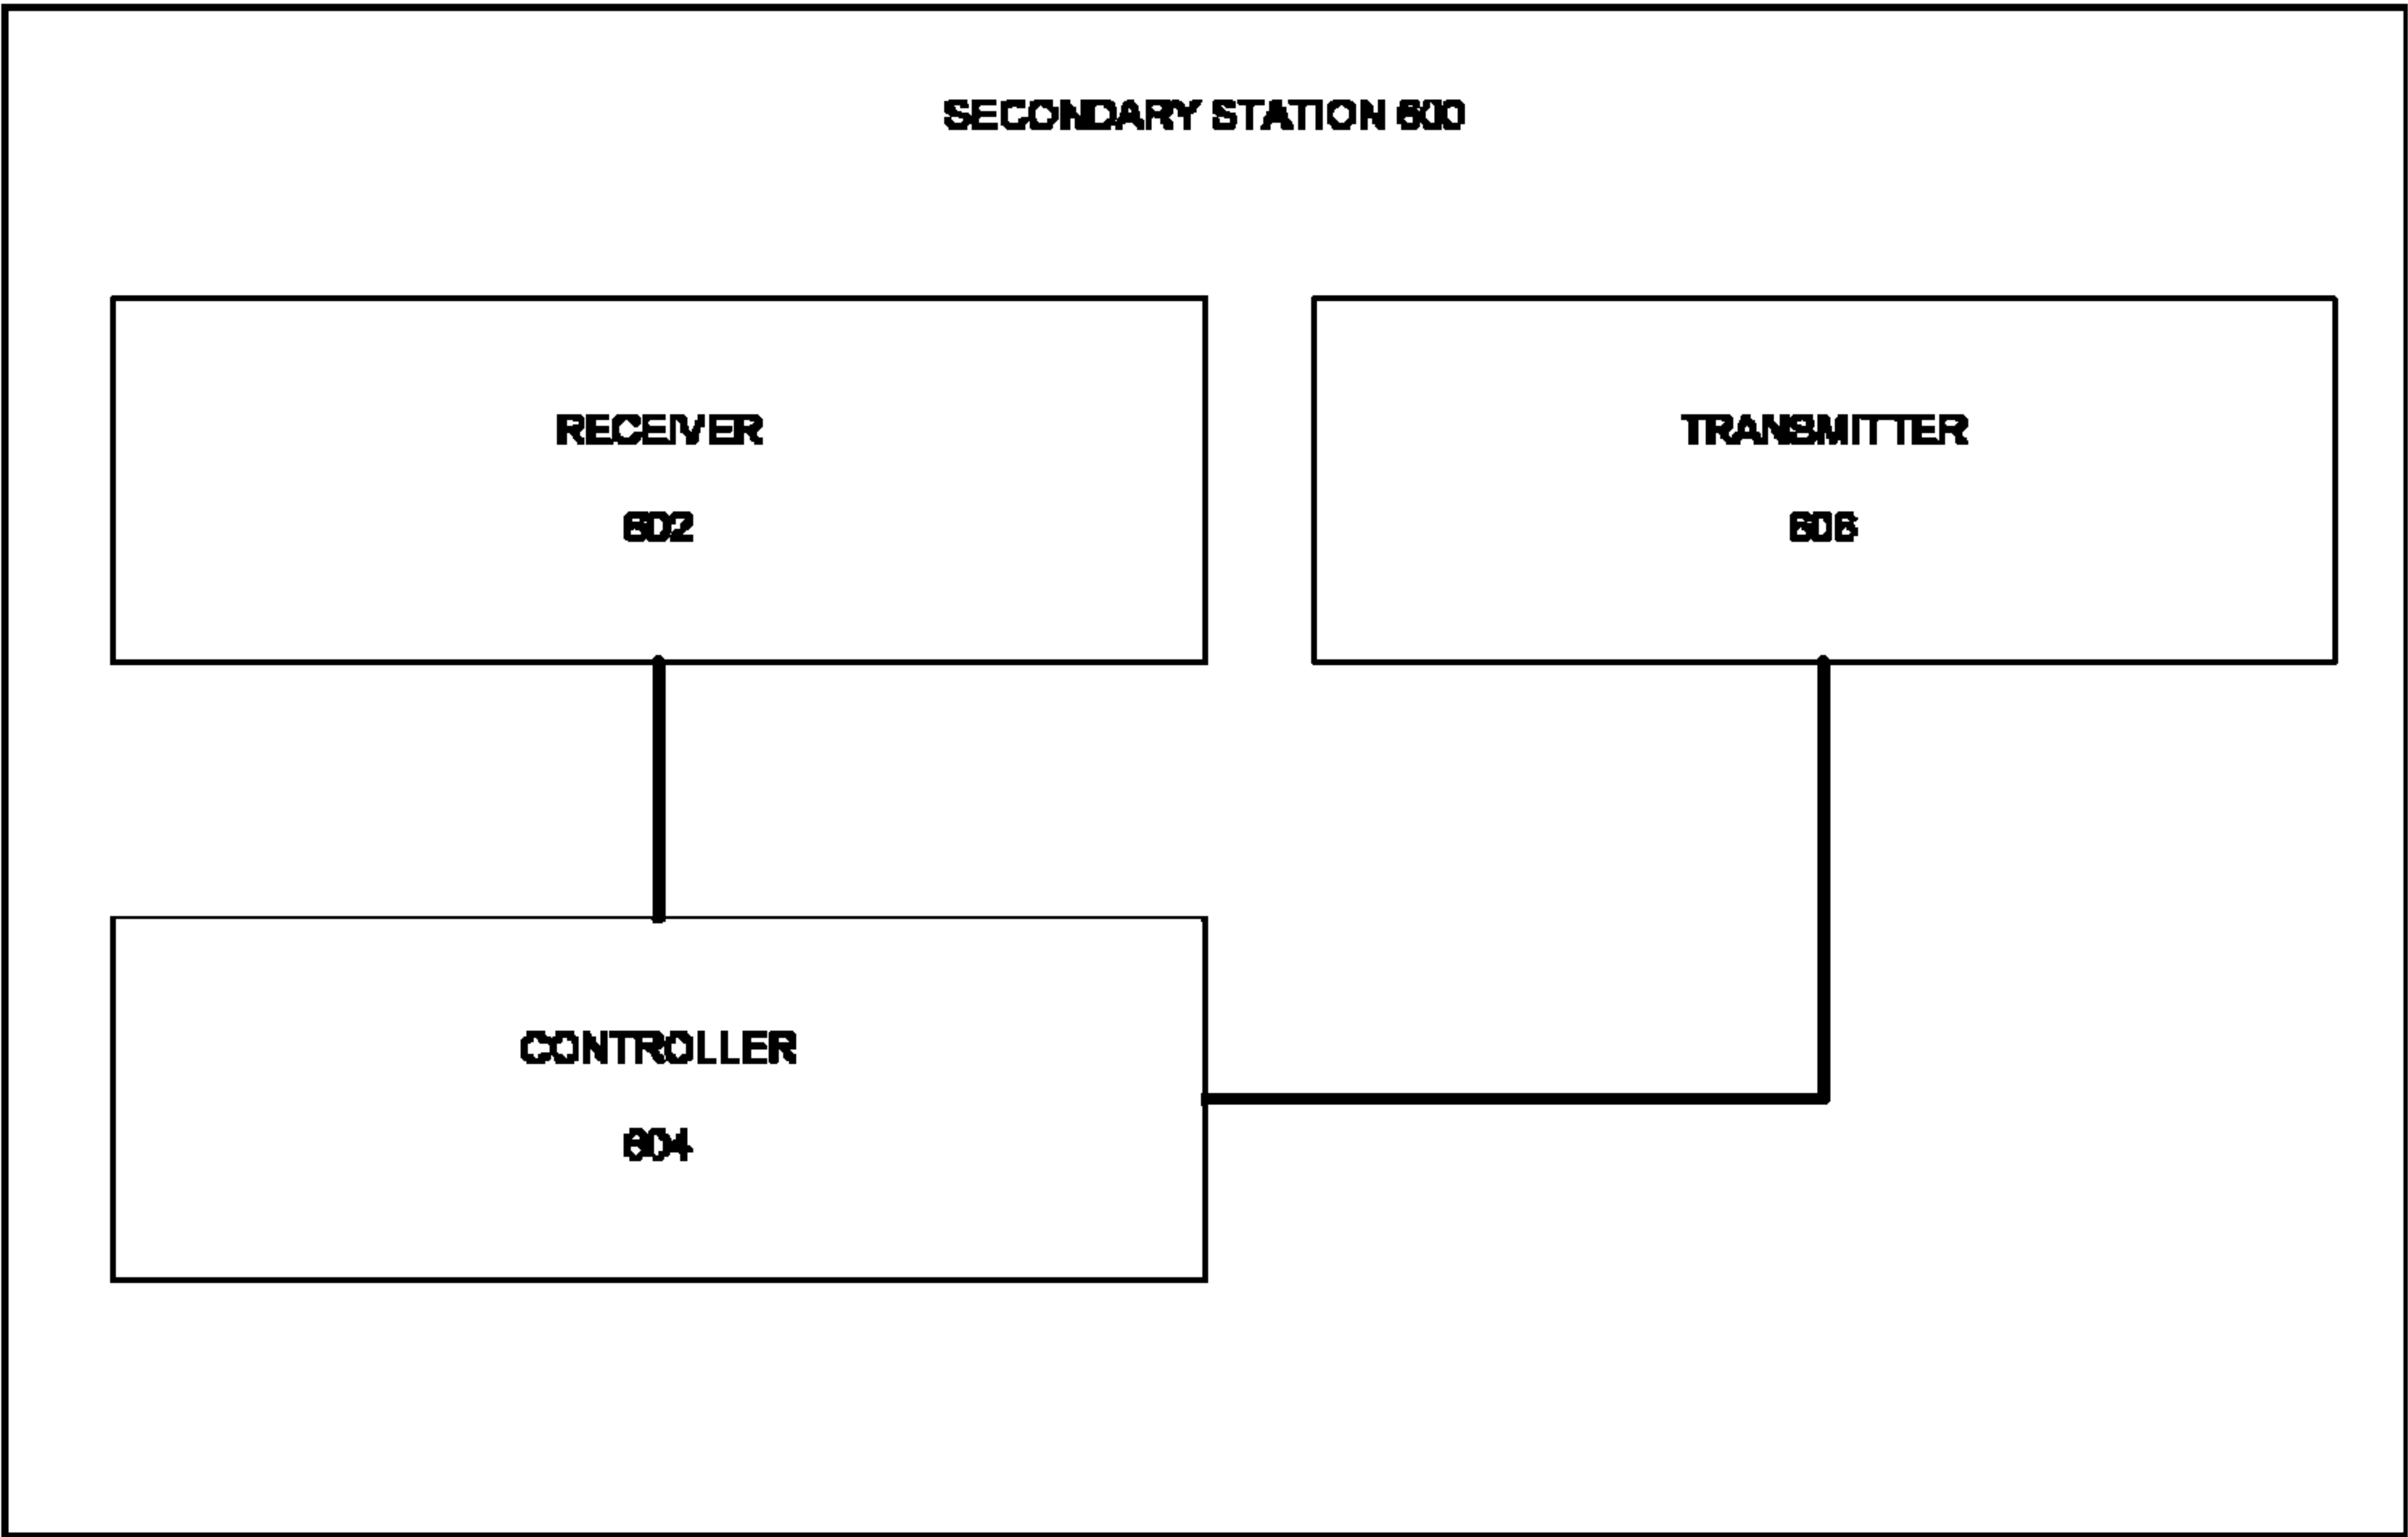 SECONDARY STATION 600
RECEIVER
602
TRANSMITTER
606
CONTROLLER
604